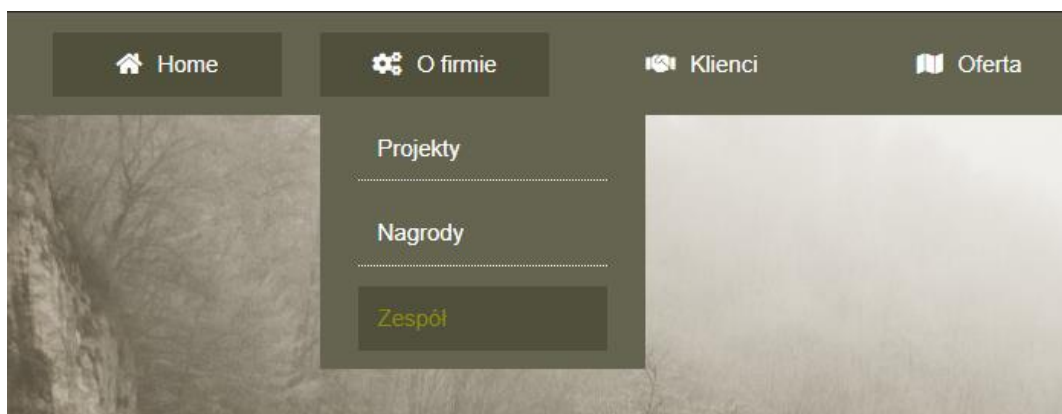 Home
O firmie
Klienci
Oferta
Projekty
Nagrody
Zespół